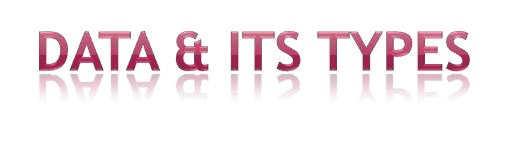 DATA & ITS TYPES